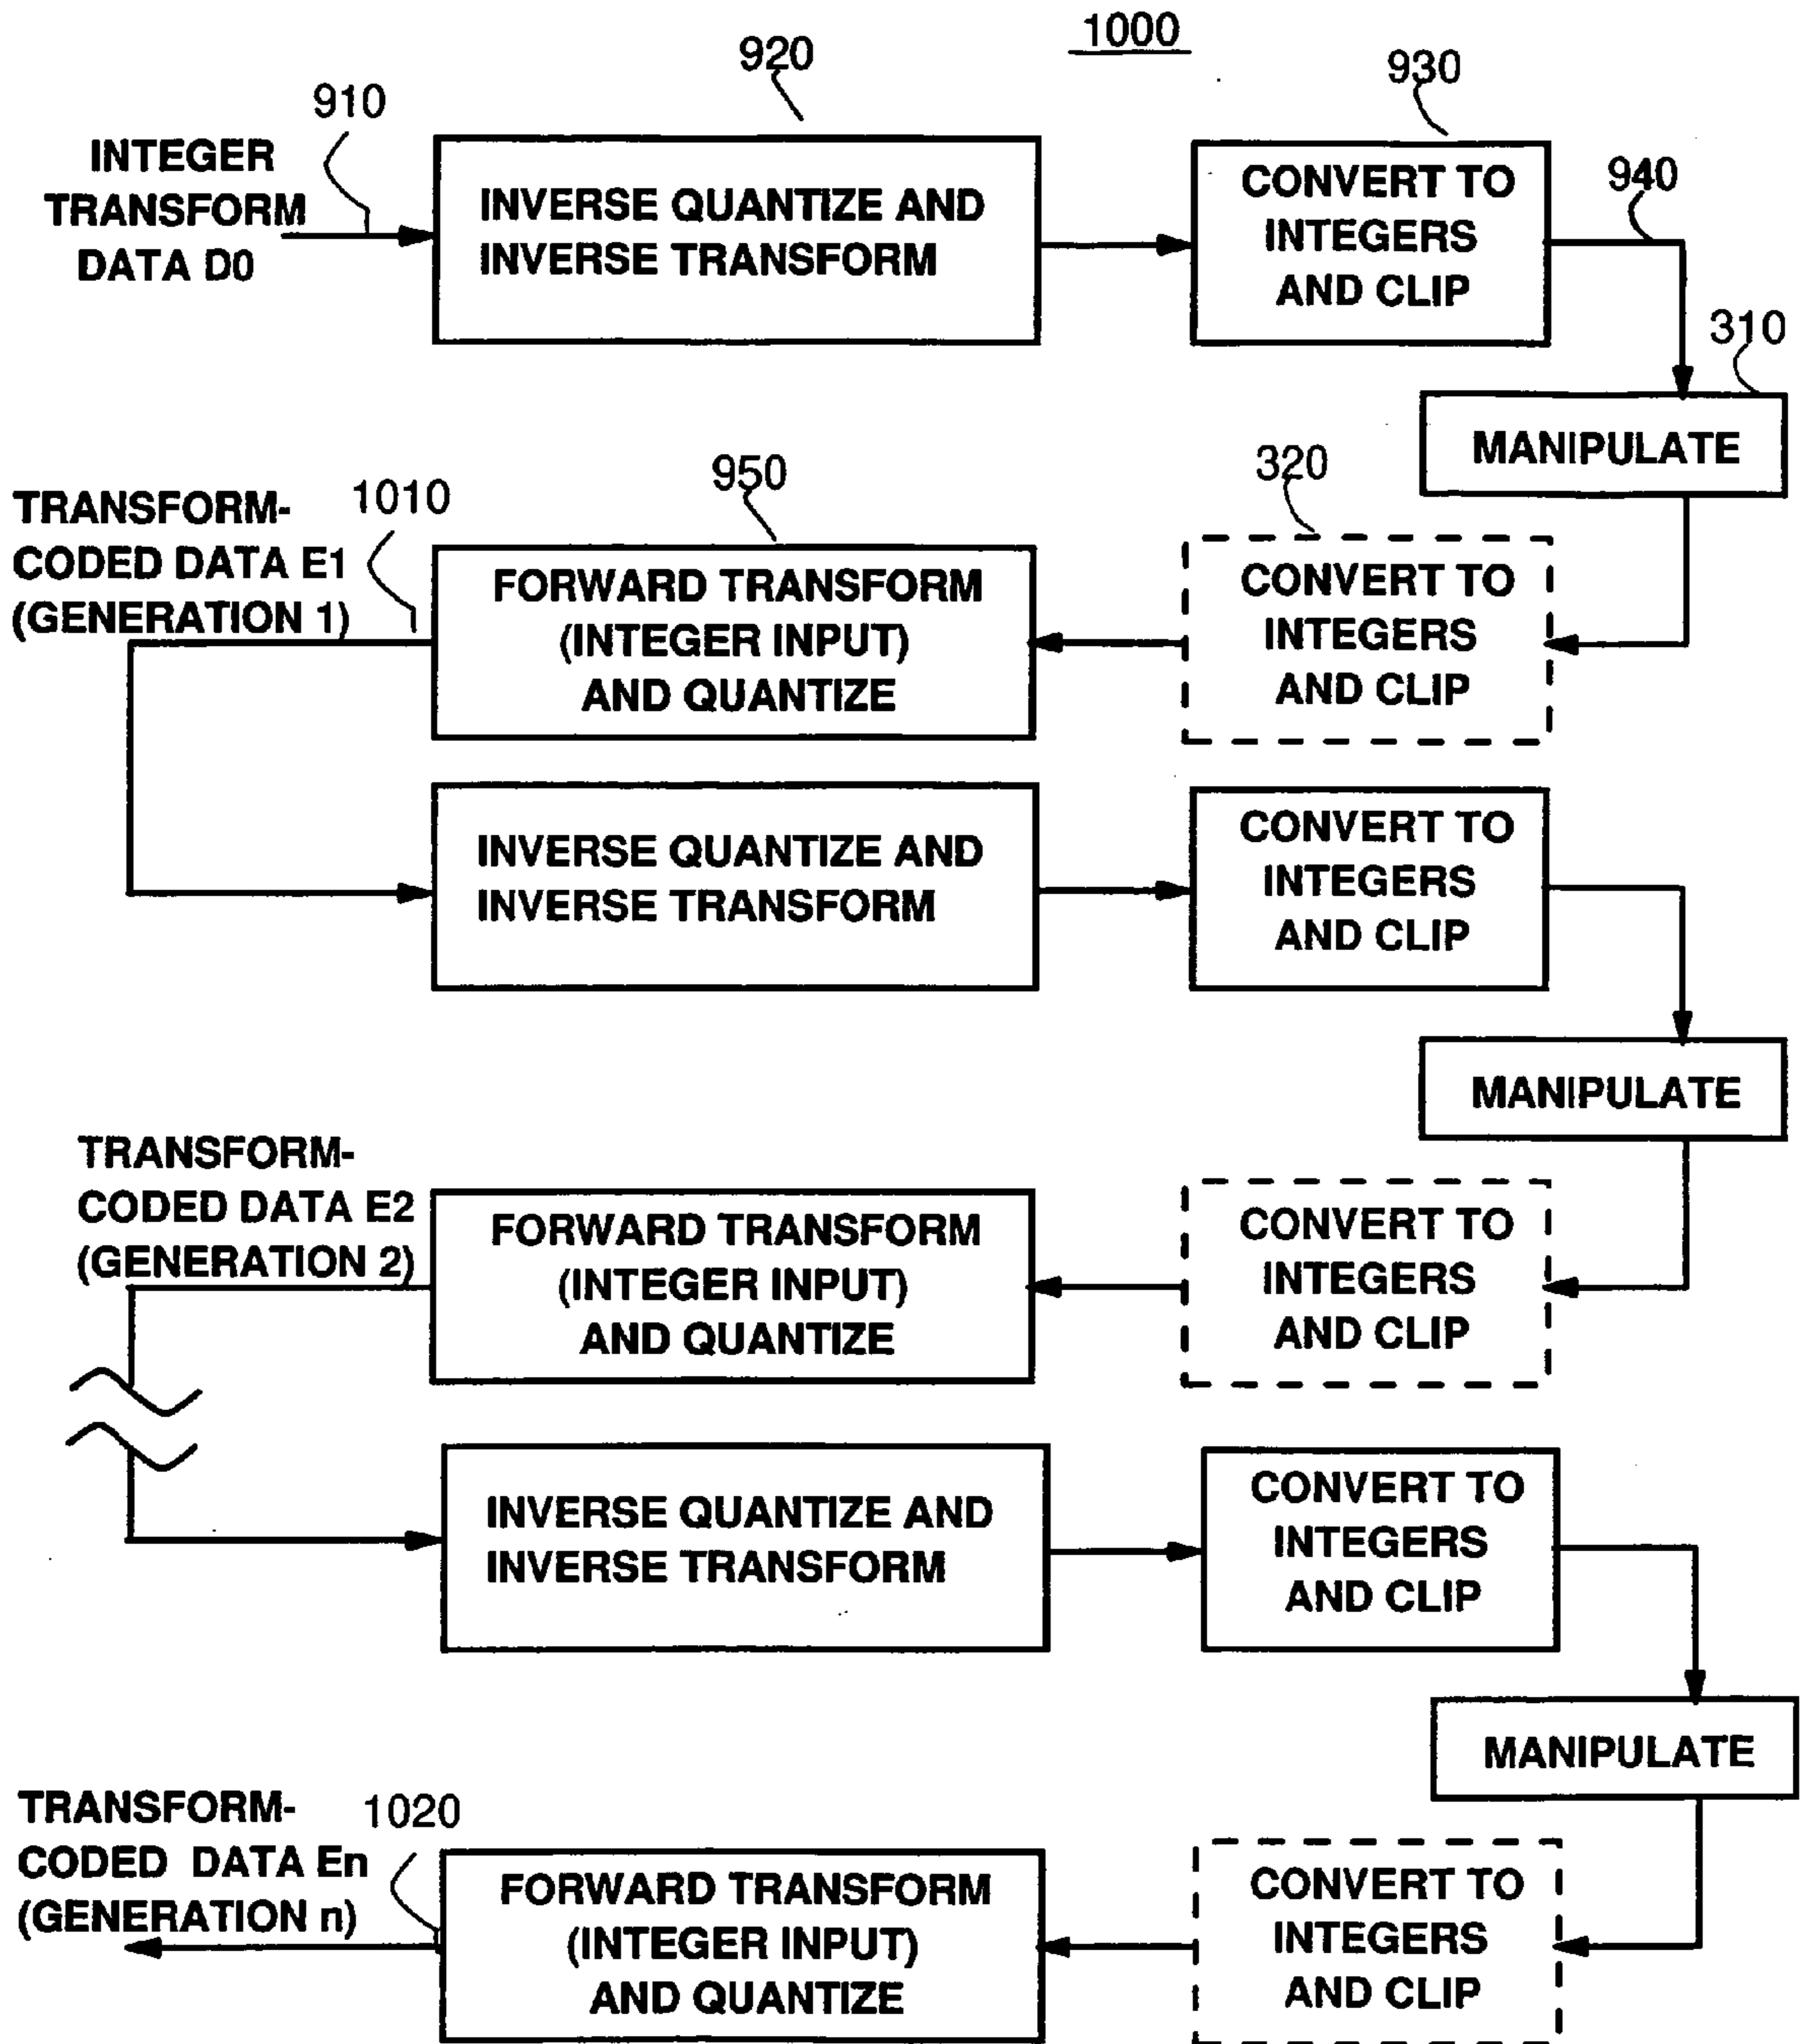 1000
920
930
910
INTEGER
TRANSFORM
DATA D0
INVERSE QUANTIZE AND
INVERSE TRANSFORM
CONVERT TO
INTEGERS
AND CLIP
940
310
MANIPULATE
TRANSFORM-
CODED DATA E1
(GENERATION 1)
1010
950
FORWARD TRANSFORM
(INTEGER INPUT)
AND QUANTIZE
320
CONVERT TO
INTEGERS
AND CLIP
INVERSE QUANTIZE AND
INVERSE TRANSFORM
CONVERT TO
INTEGERS
AND CLIP
MANIPULATE
TRANSFORM-
CODED DATA E2
(GENERATION 2)
FORWARD TRANSFORM
(INTEGER INPUT)
AND QUANTIZE
CONVERT TO
INTEGERS
AND CLIP
INVERSE QUANTIZE AND
INVERSE TRANSFORM
CONVERT TO
INTEGERS
AND CLIP
MANIPULATE
TRANSFORM-
CODED DATA En
(GENERATION n)
1020
FORWARD TRANSFORM
(INTEGER INPUT)
AND QUANTIZE
CONVERT TO
INTEGERS
AND CLIP